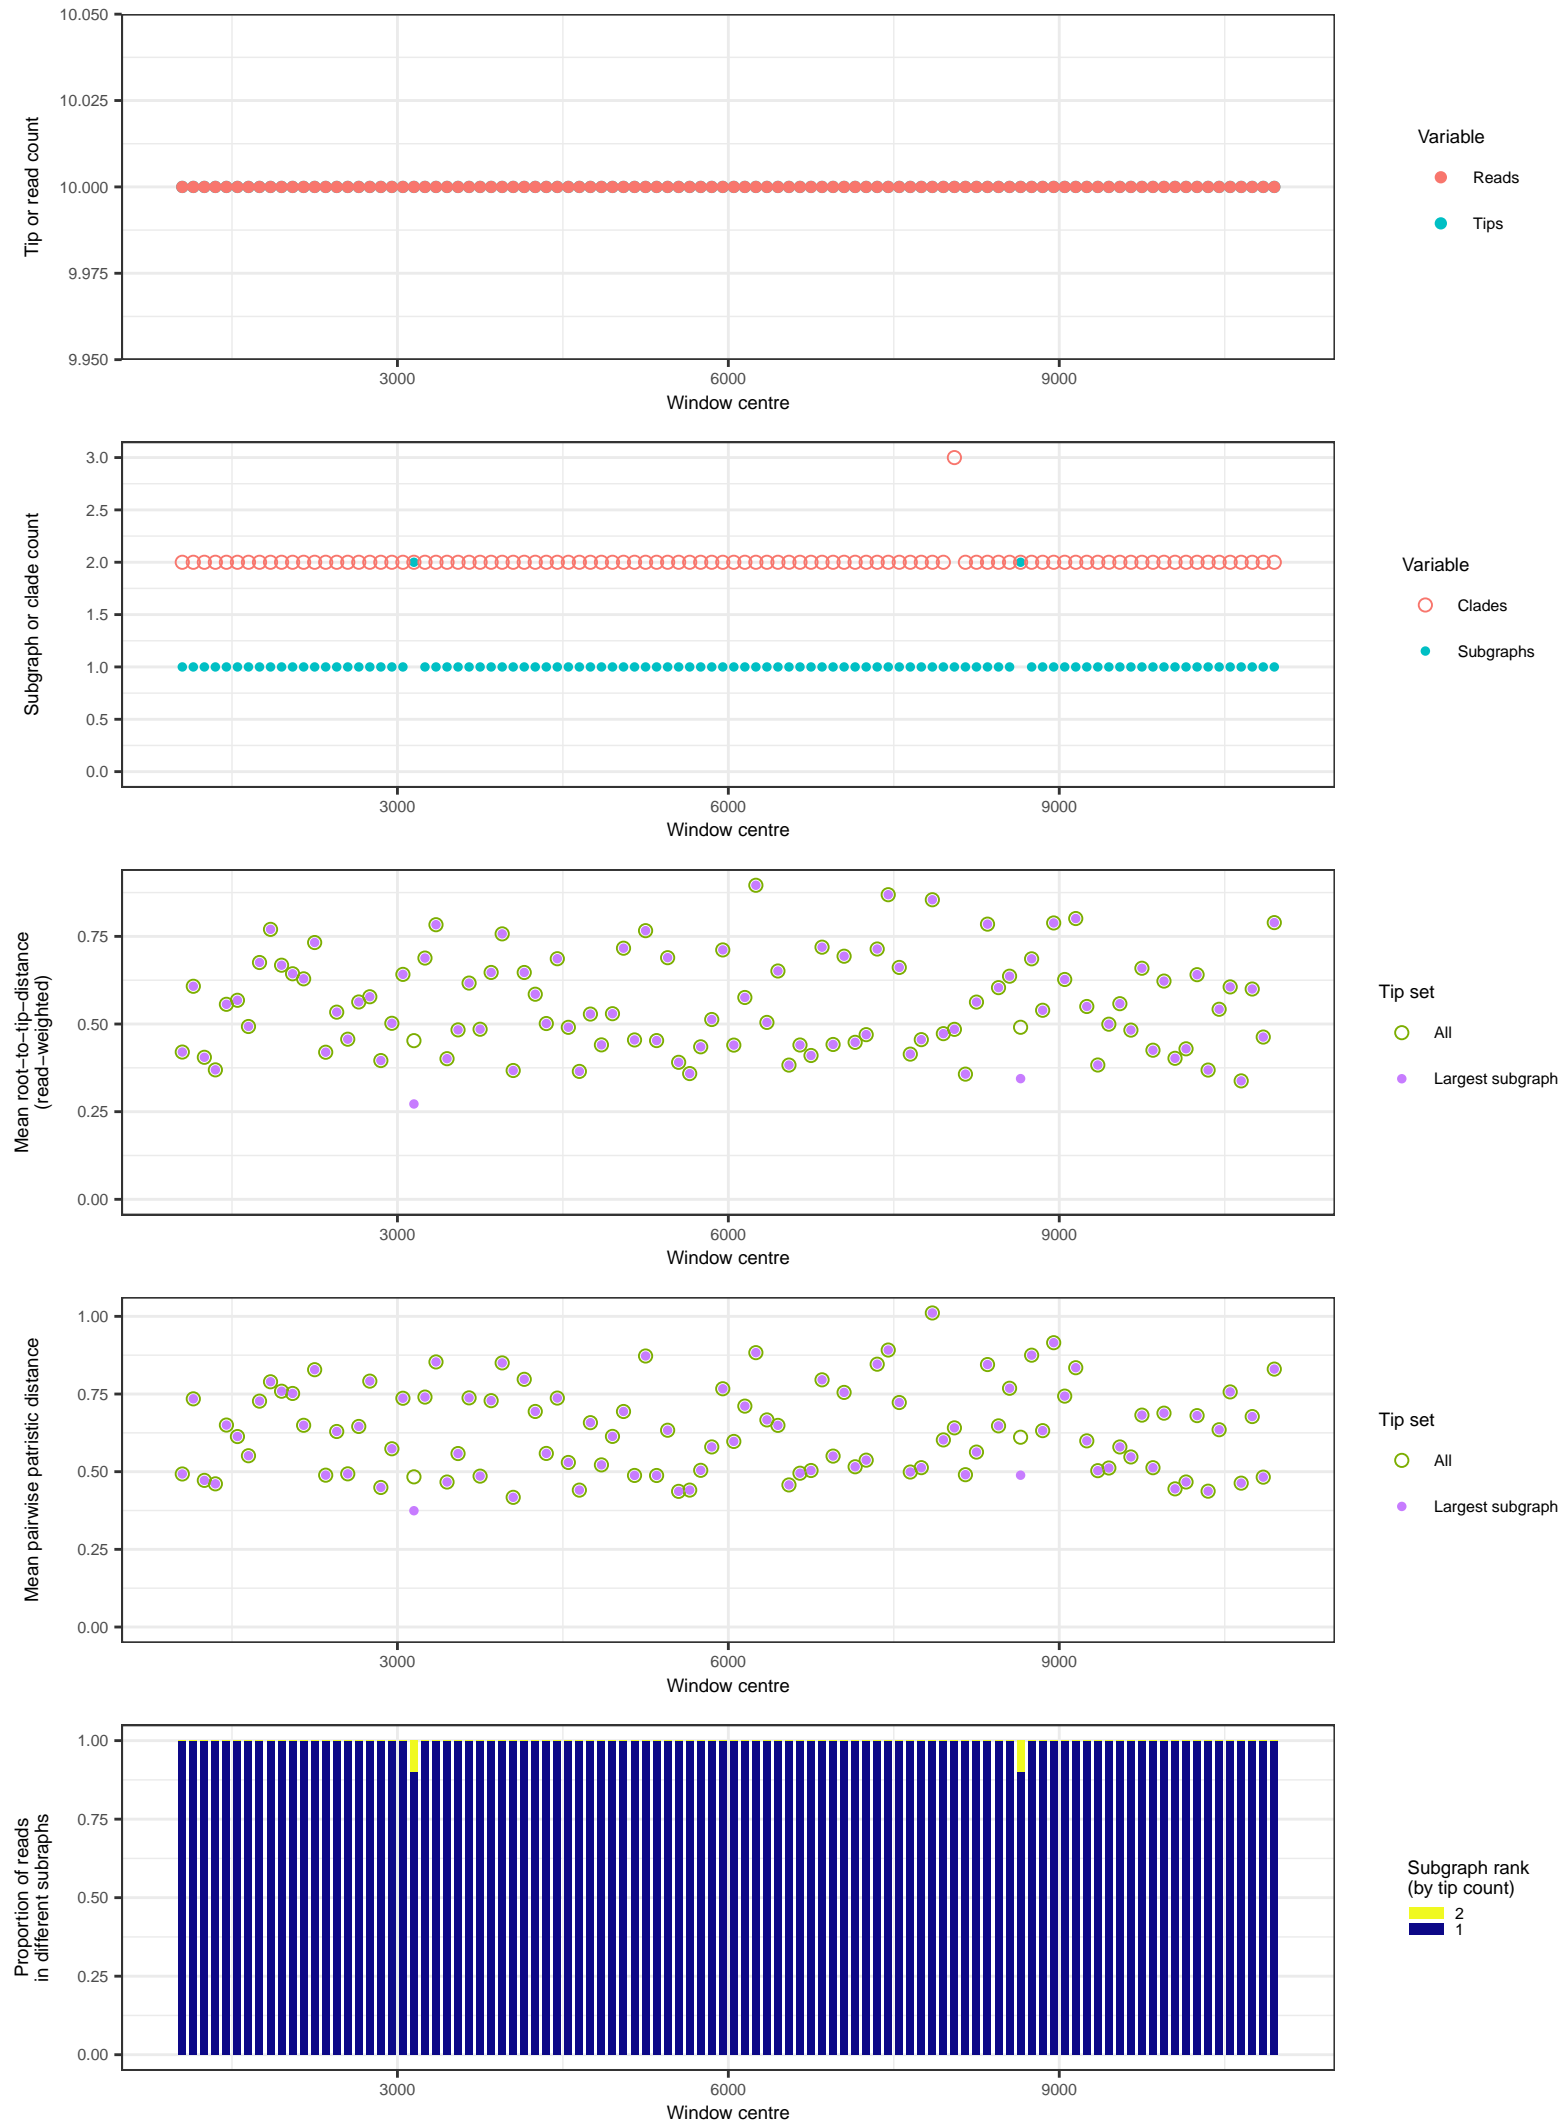 10.050
10.025
10.000
9.975
9.950
Tip or read count
3000
6000
9000
Window centre
Variable
Reads
Tips
3.0
2.5
2.0
1.5
1.0
0.5
0.0
Subgraph or clade count
3000
6000
9000
Window centre
Variable
Clades
Subgraphs
0.75
0.50
0.25
0.00
Mean root−to−tip−distance
(read−weighted)
3000
6000
9000
Window centre
Tip set
All
Largest subgraph
1.00
0.75
0.50
0.25
0.00
Mean pairwise patristic distance
3000
6000
9000
Window centre
Tip set
All
Largest subgraph
1.00
0.75
0.50
0.25
0.00
Proportion of reads
in different subraphs
3000
6000
9000
Window centre
Subgraph rank
(by tip count)
2
1